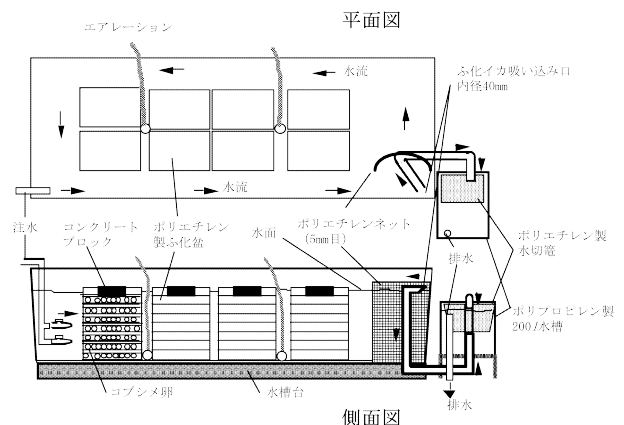 平面図
エアレーション
水流
ふ化イカ吸い込み口
内径40mm
水流
注水
コンクリート
ブロック
ポリエチレン
製ふ化盆
水面
ポリエチレンネット
(5mm目)
排水
ポリエチレン製
水切篭
ポリプロピレン製
200l水槽
コブシメ卵
水槽台
排水
側面図